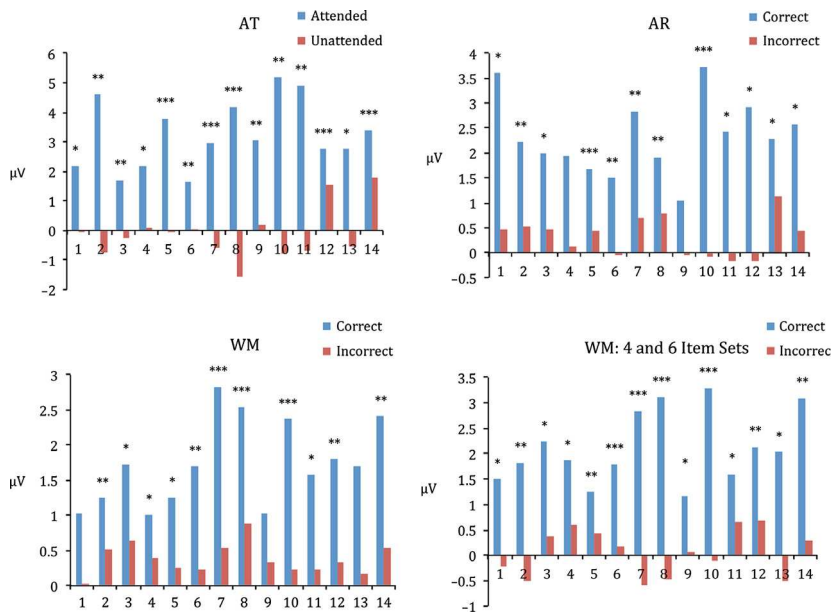 AT
Attended
Unattended
µV
6
5
4
3
2
1
0
−1
−2
* ** ** * *** ** *** *** ** ** ** *** * ***
1 2 3 4 5 6 7 8 9 10 11 12 13 14
AR
Correct
Incorrect
µV
4
3.5
3
2.5
2
1.5
1
0.5
0
−0.5
* ** * *** ** ** ** *** * * * *
1 2 3 4 5 6 7 8 9 10 11 12 13 14
WM
Correct
Incorrect
µV
3
2.5
2
1.5
1
0.5
0
** * * * ** *** *** *** * ** **
1 2 3 4 5 6 7 8 9 10 11 12 13 14
WM: 4 and 6 Item Sets
Correct
Incorrec
µV
3.5
3
2.5
2
1.5
1
0.5
0
−0.5
−1
* ** * * ** *** *** *** * *** * ** * **
1 2 3 4 5 6 7 8 9 10 11 12 13 14